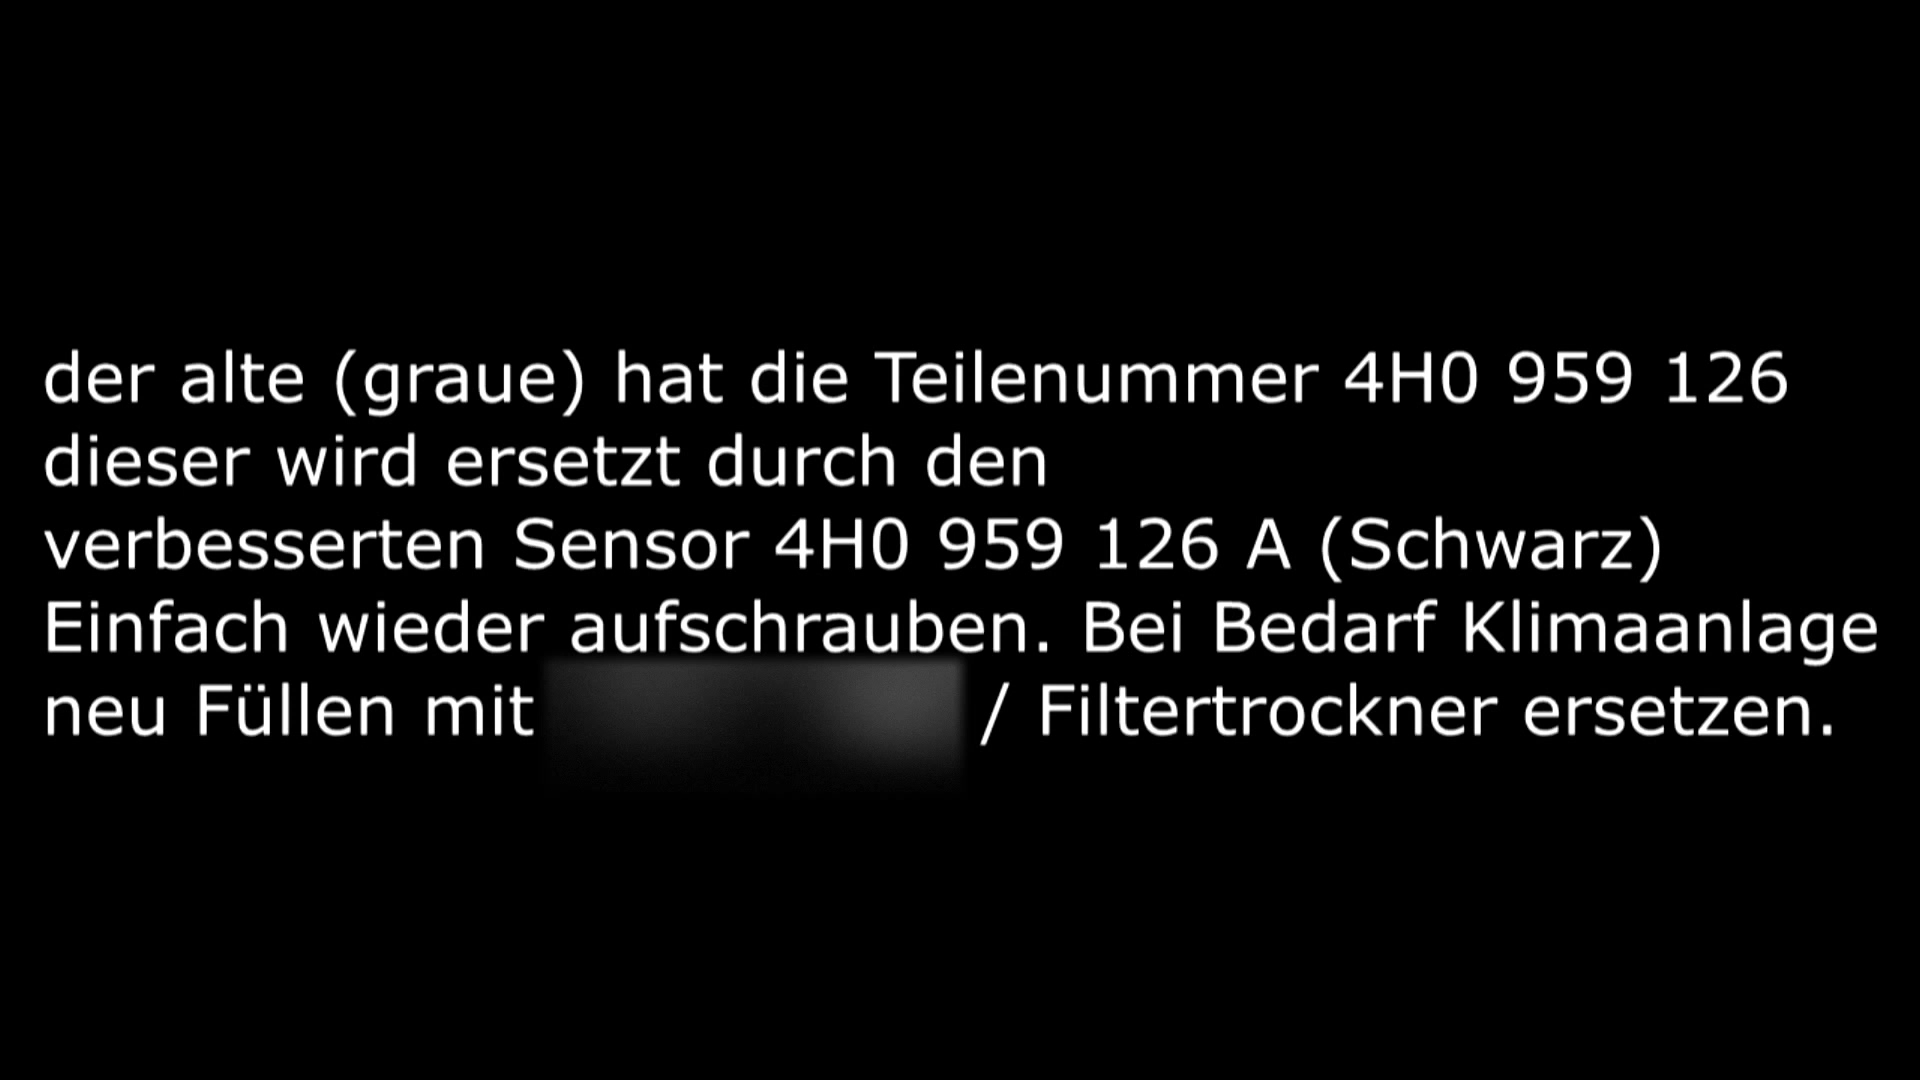 der alte (graue) hat die Teilenummer 4H0 959 126
dieser wird ersetzt durch den
verbesserten Sensor 4H0 959 126 A (Schwarz)
Einfach wieder aufschrauben. Bei Bedarf Klimaanlage
neu Füllen mit / Filtertrockner ersetzen.